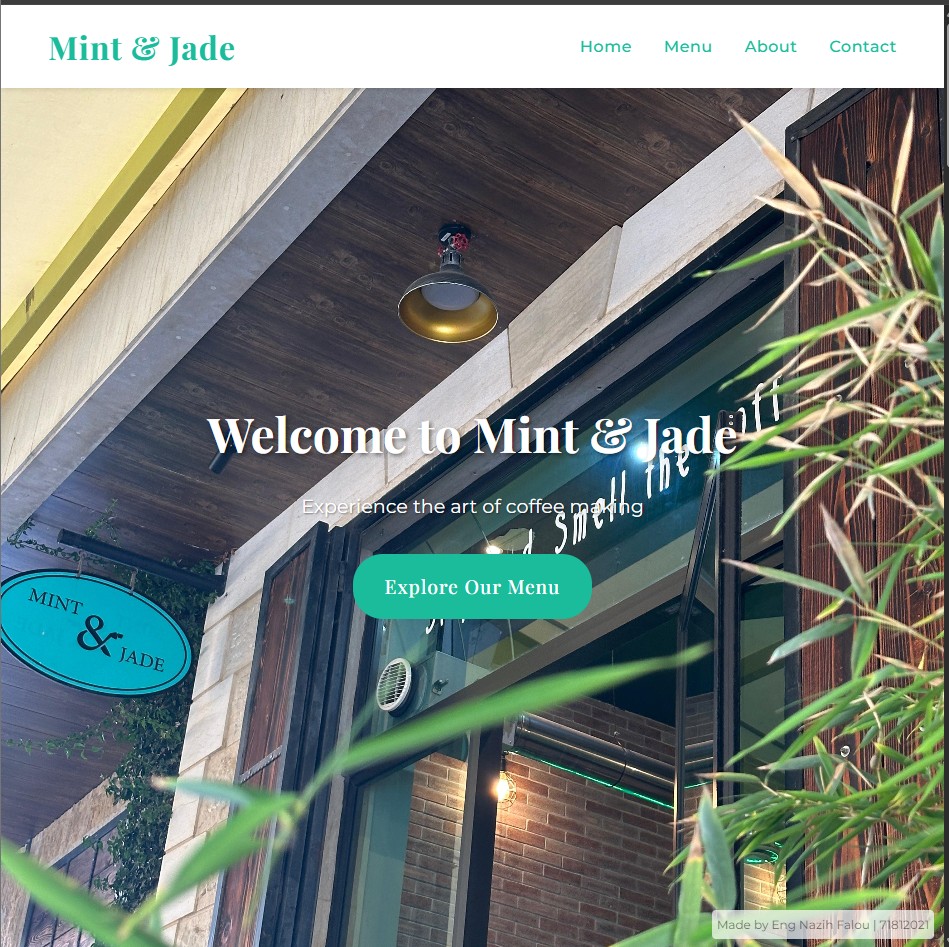 Mint & Jade
Home Menu About Contact
Welcome to Mint & Jade
Experience the art of coffee making
Smell the
Explore Our Menu
MINT
&
JADE
Made by Eng Nazih Falou | 71812021